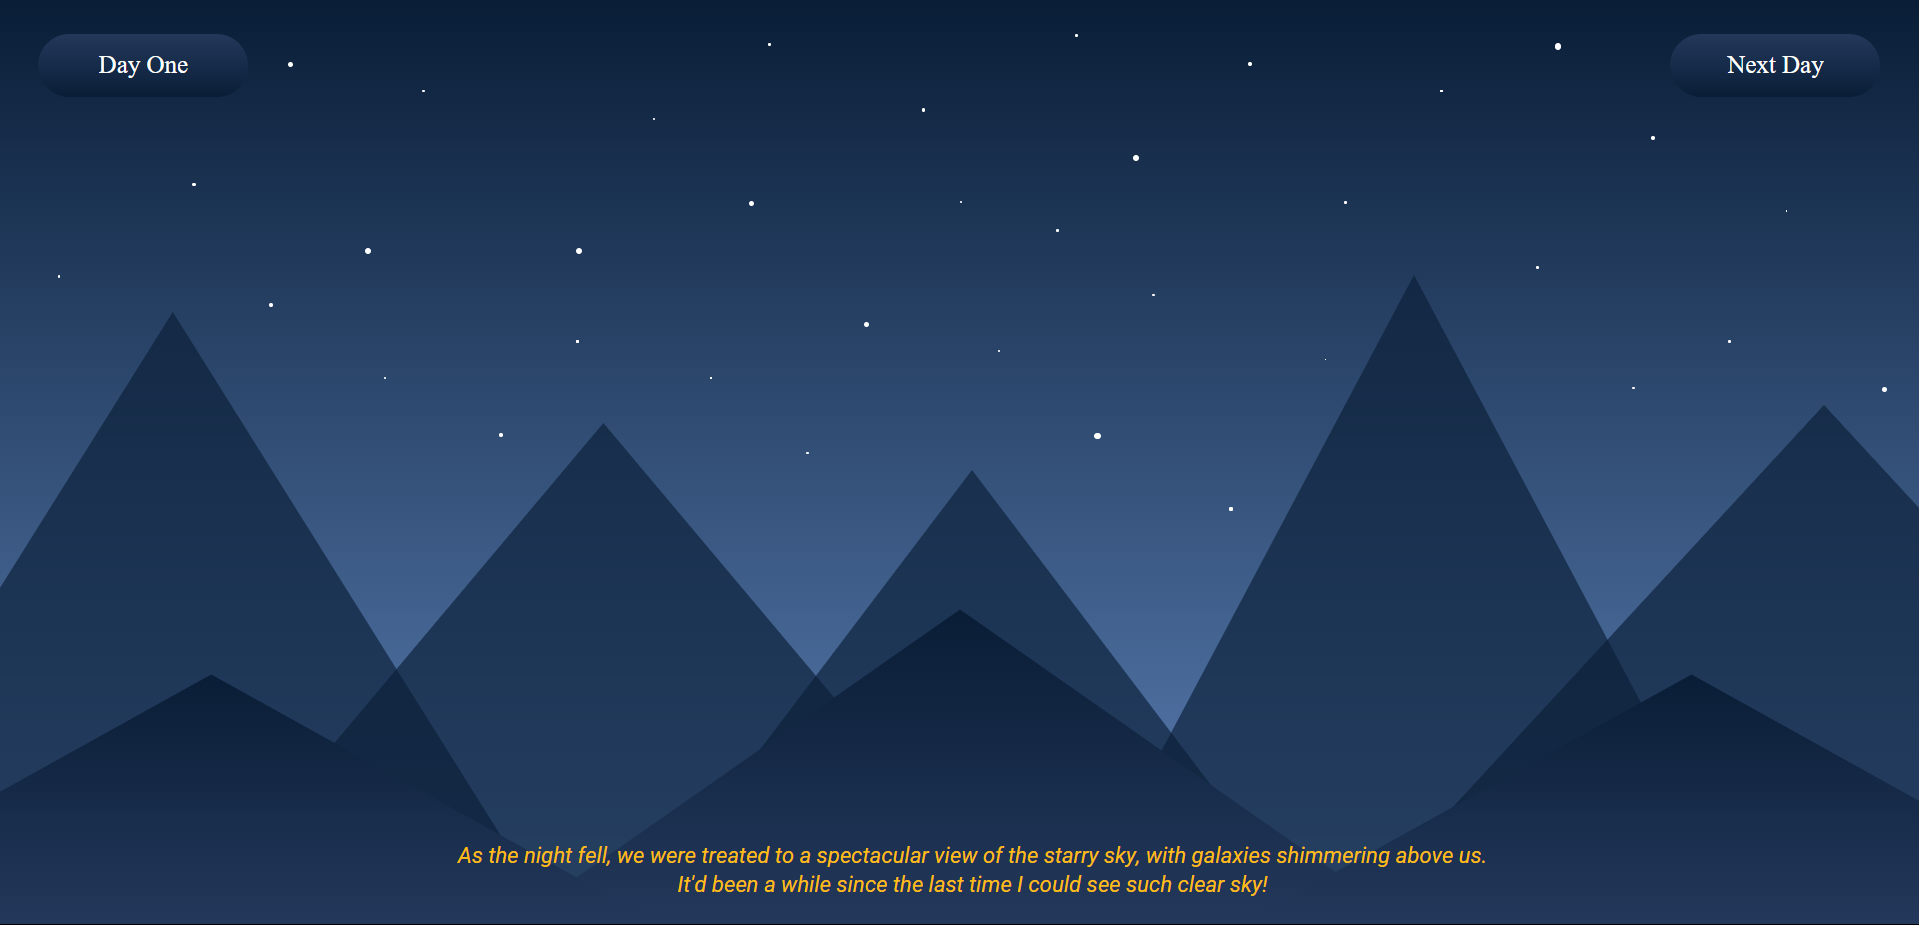 Day One
Next Day
As the night fell, we were treated to a spectacular view of the starry sky, with galaxies shimmering above us.
It'd been a while since the last time I could see such clear sky!